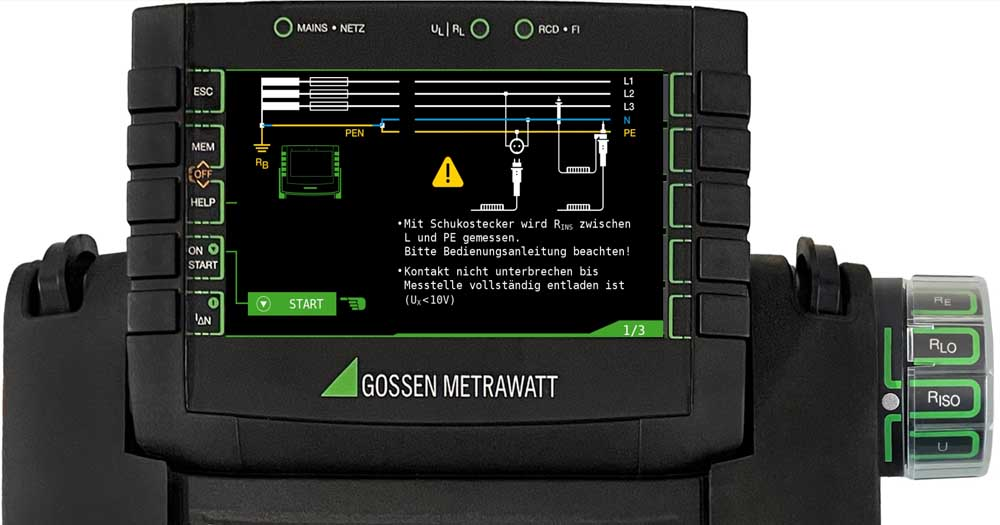 MAINS • NETZ
UL | RL
RCD • FI
ESC
MEM
OFF
HELP
ON
START
I
IΔN
L1
L2
L3
N
PE
PEN
RB
•Mit Schukostecker wird RINS zwischen
L und PE gemessen.
Bitte Bedienungsanleitung beachten!
•Kontakt nicht unterbrechen bis
Messtelle vollständig entladen ist
(UX<10V)
START
1/3
GOSSEN METRAWATT
RE
RLO
RISO
U